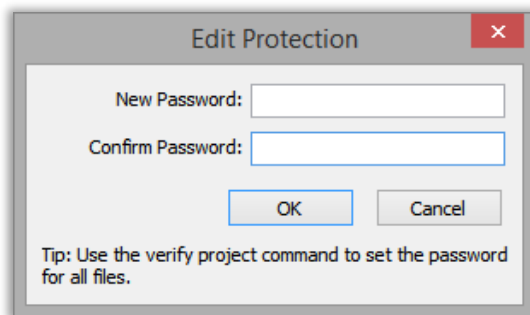 Edit Protection
New Password:
Confirm Password:
OK Cancel
Tip: Use the verify project command to set the password
for all files.